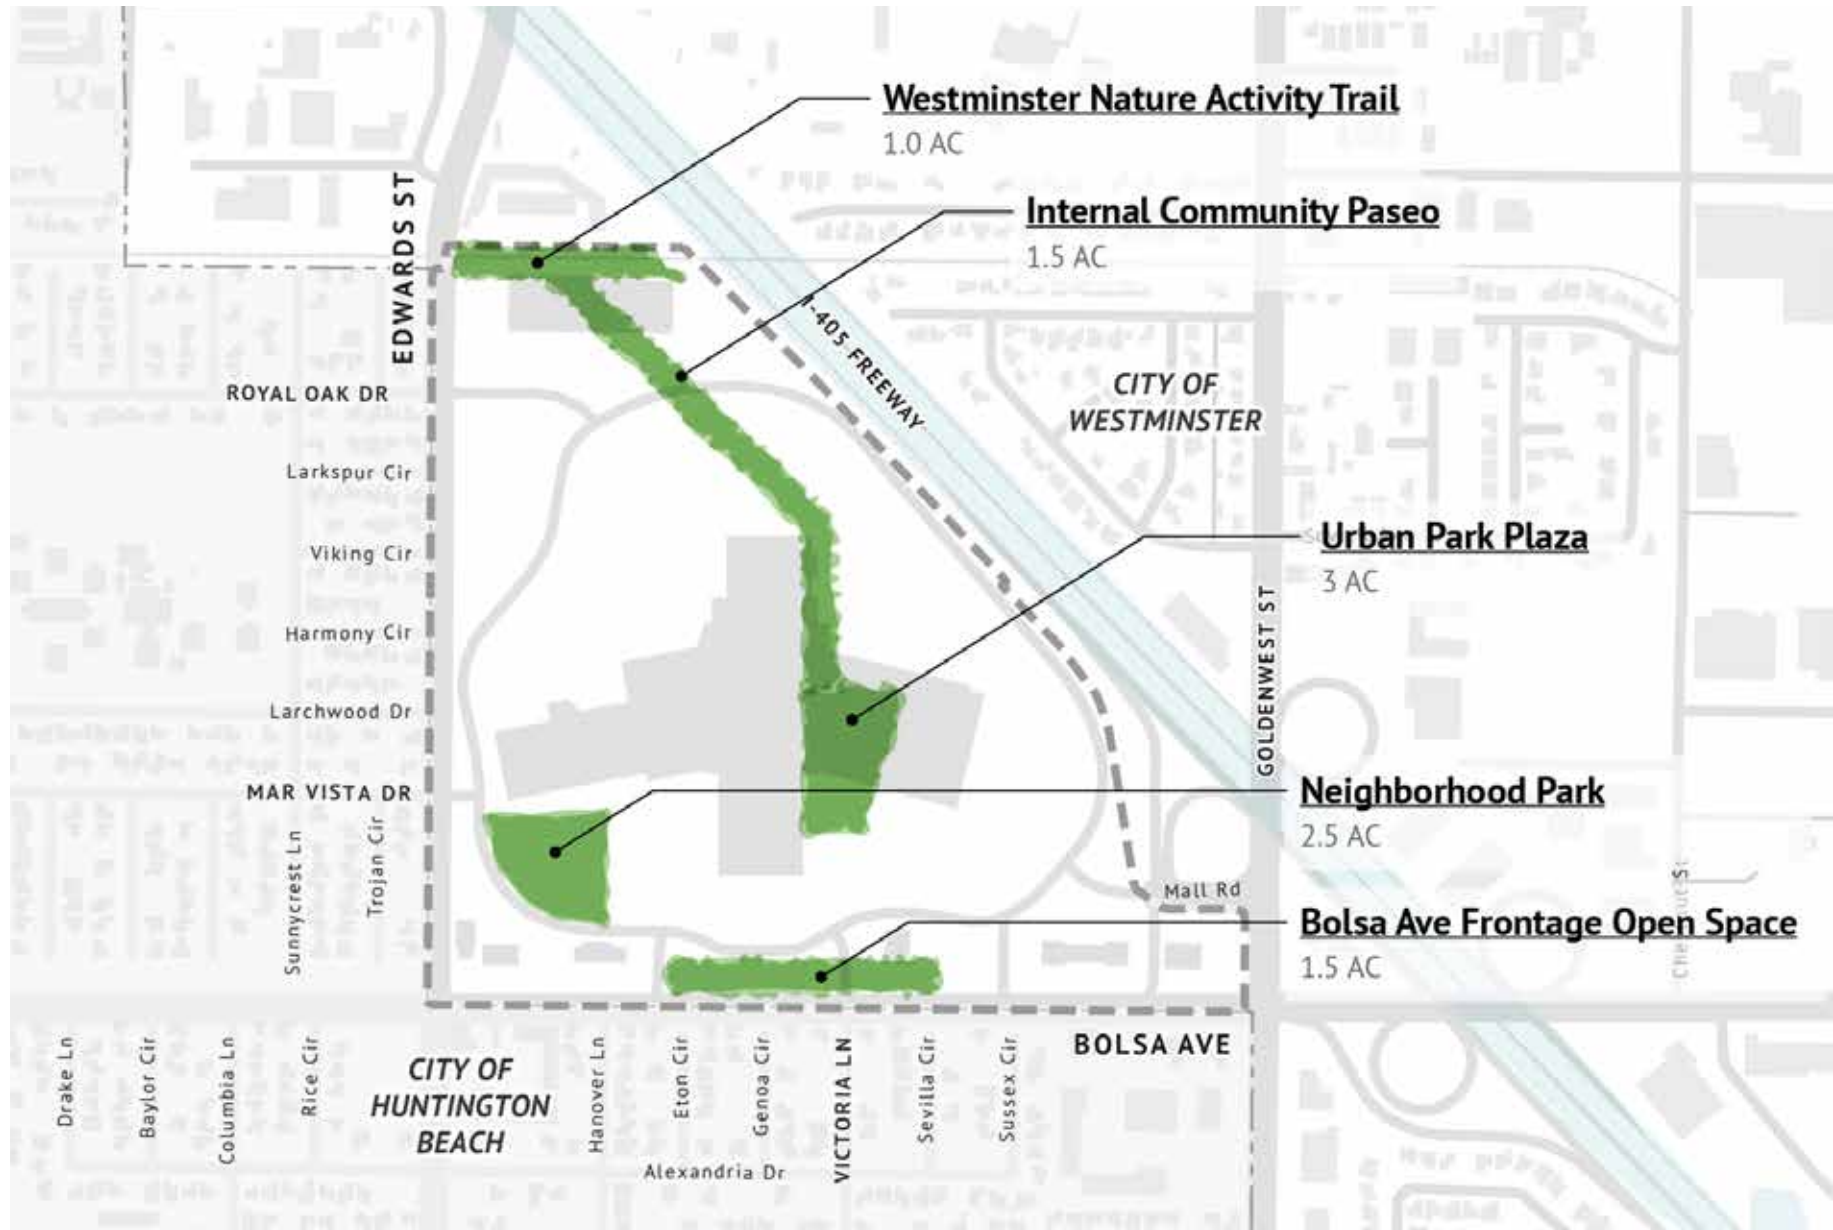 Westminster Nature Activity Trail
1.0 AC
Internal Community Paseo
1.5 AC
EDWARDS ST
I-405 FREEWAY
ROYAL OAK DR
CITY OF
WESTMINSTER
Larkspur Cir
Viking Cir
Urban Park Plaza
3 AC
Harmony Cir
GOLDENWEST ST
Larchwood Dr
MAR VISTA DR
Neighborhood Park
2.5 AC
Sunnycrest Ln
Trojan Cir
Mall Rd
Bolsa Ave Frontage Open Space
1.5 AC
BOLSA AVE
Drake Ln
Baylor Cir
Columbia Ln
Rice Cir
CITY OF
HUNTINGTON
BEACH
Hanover Ln
Eton Cir
Genoa Cir
VICTORIA LN
Sevilla Cir
Sussex Cir
Alexandria Dr